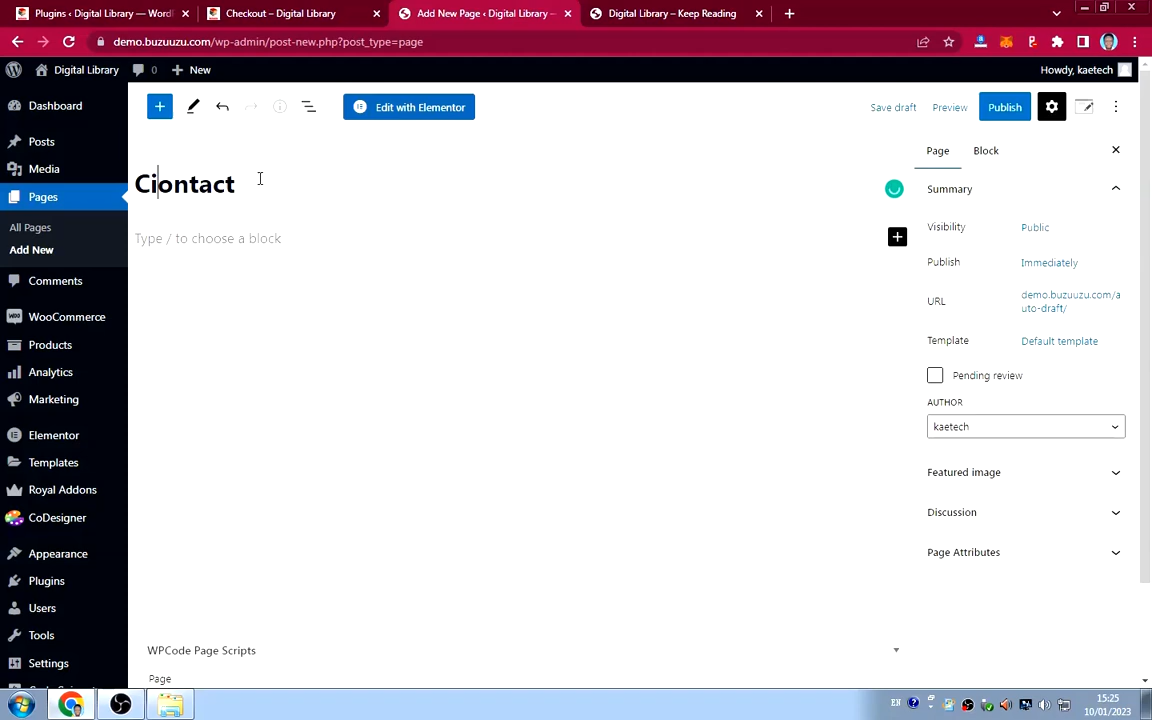 Plugins ‹ Digital Library — WordP
Checkout – Digital Library
Add New Page ‹ Digital Library —
Digital Library – Keep Reading
demo.buzuuzu.com/wp-admin/post-new.php?post_type=page
Digital Library
0
New
Howdy, kaetech
Dashboard
Posts
Media
Pages
All Pages
Add New
Comments
WooCommerce
Products
Analytics
Marketing
Elementor
Templates
Royal Addons
CoDesigner
Appearance
Plugins
Users
Tools
Settings
Edit with Elementor
Save draft
Preview
Publish
Ciontact
Type / to choose a block
Page
Block
Summary
Visibility
Public
Publish
Immediately
URL
demo.buzuuzu.com/a
uto-draft/
Template
Default template
Pending review
AUTHOR
kaetech
Featured image
Discussion
Page Attributes
WPCode Page Scripts
Page
EN
15:25
10/01/2023